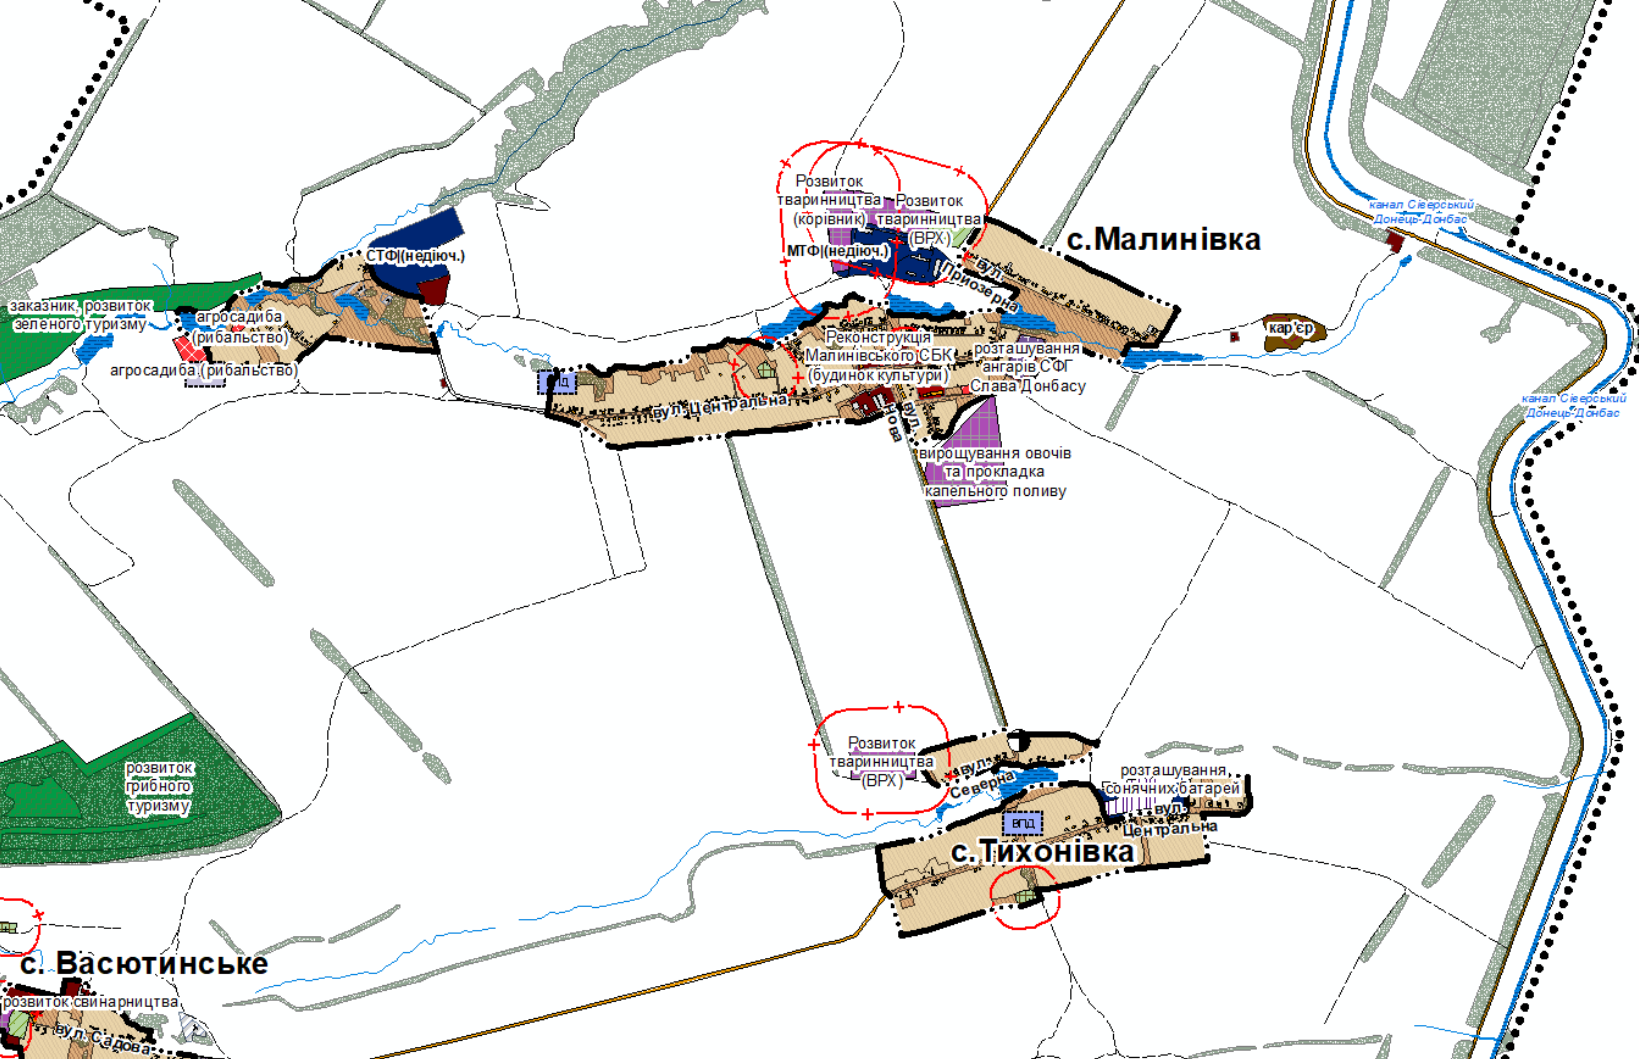 Розвиток
тваринництва
(корівник)
Розвиток
тваринництва
(ВРХ)
МТФ|(недіюч.)
канал Сіверський
Донець-Донбас
с.Малинівка
вул.
Приозерна
СТФ|(недіюч.)
заказник, розвиток
зеленого туризму
агросадиба
(рибальство)
агросадиба (рибальство)
кар'єр
Реконструкція
Малинівського СБК
(будинок культури)
розташування
ангарів СФГ
Слава Донбасу
вул. Центральна
вул.
Нова
канал Сіверський
Донець-Донбас
вирощування овочів
та прокладка
капельного поливу
Розвиток
тваринництва
(ВРХ)
вул.
Северна
розташування
сонячних батарей
вул.
Центральна
впд
с.Тихонівка
розвиток
грибного
туризму
с. Васютинське
розвиток свинарництва
вул. Садова